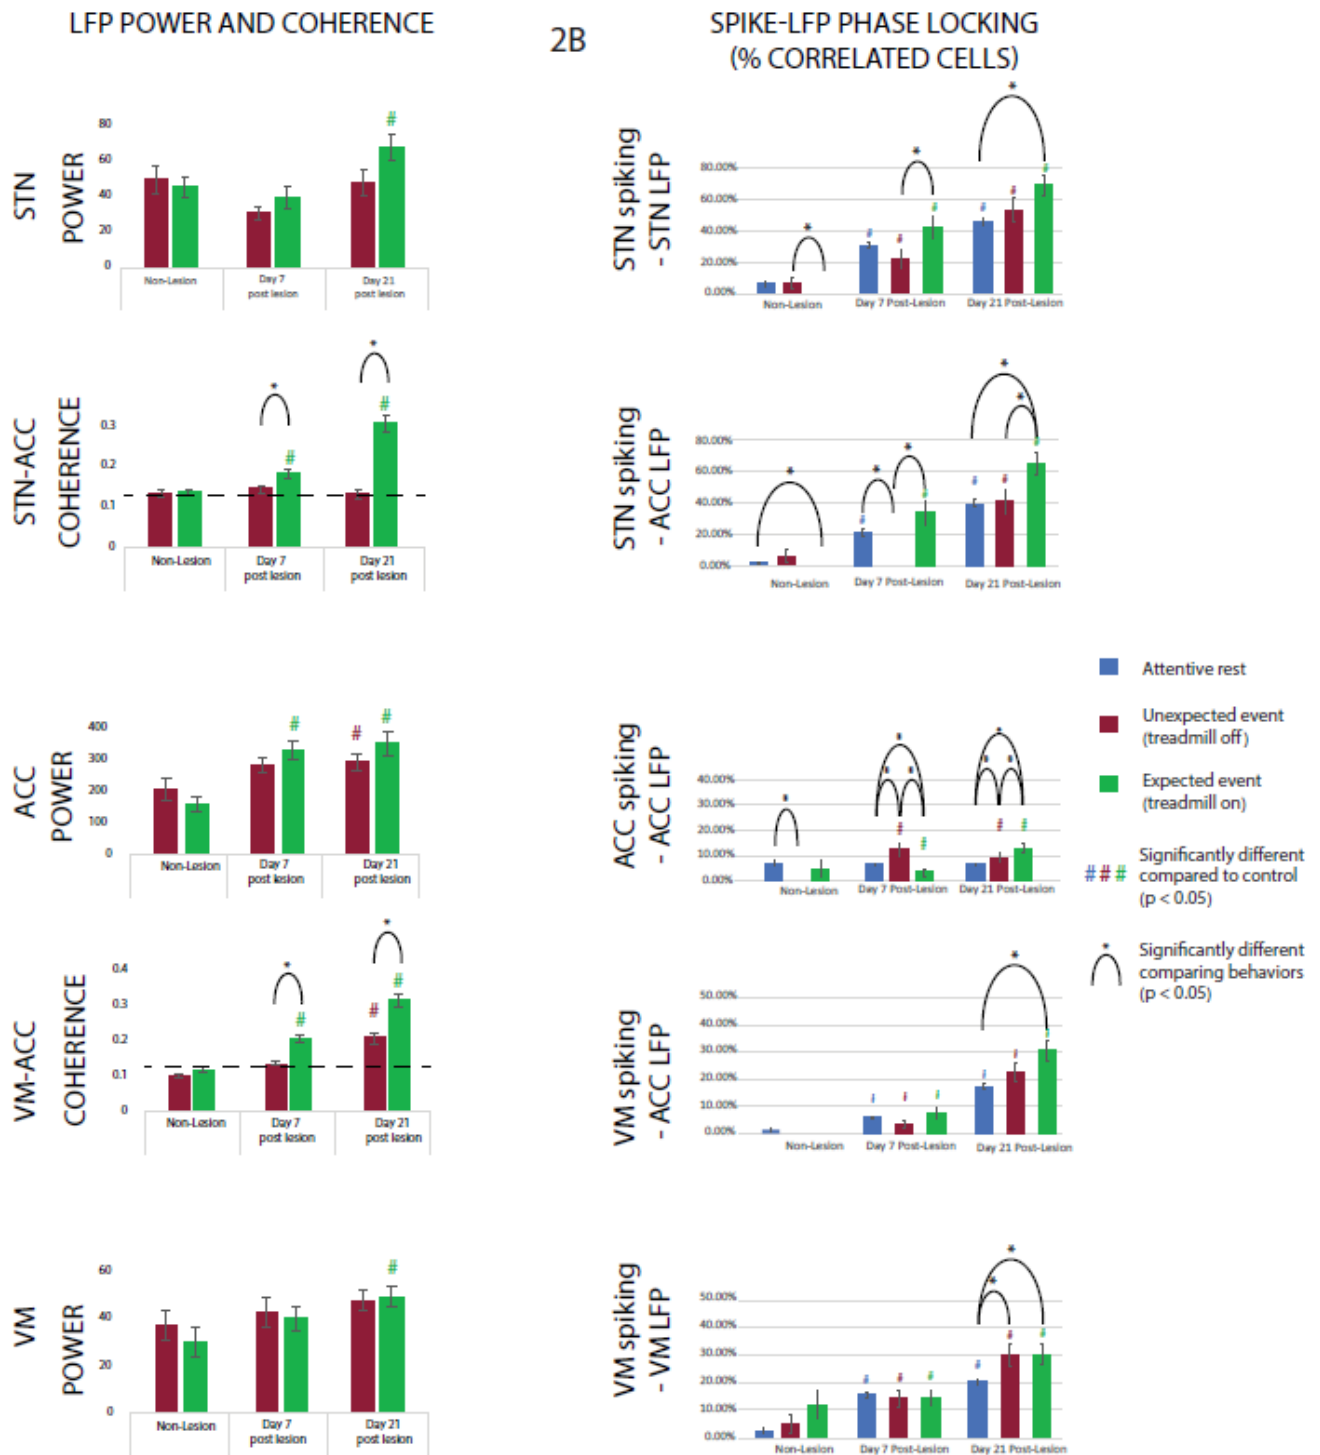 LFP POWER AND COHERENCE
2B
SPIKE-LFP PHASE LOCKING
(% CORRELATED CELLS)
STN
POWER
80
60
40
20
0
#
Non-Lesion
Day 7
post lesion
Day 21
post lesion
STN-ACC
COHERENCE
0.3
0.2
0.1
0
*
*
#
#
Non-Lesion
Day 7
post lesion
Day 21
post lesion
ACC
POWER
400
300
200
100
0
#
#
#
Non-Lesion
Day 7
post lesion
Day 21
post lesion
VM-ACC
COHERENCE
0.4
0.3
0.2
0.1
0
*
*
#
#
#
Non-Lesion
Day 7
post lesion
Day 21
post lesion
VM
POWER
60
40
20
0
#
Non-Lesion
Day 7
post lesion
Day 21
post lesion
STN spiking
- STN LFP
80.00%
60.00%
40.00%
20.00%
0.00%
*
*
*
#
#
#
#
#
#
Non-Lesion
Day 7 Post-Lesion
Day 21 Post-Lesion
STN spiking
- ACC LFP
80.00%
60.00%
40.00%
20.00%
0.00%
*
*
*
*
*
#
#
#
#
#
Non-Lesion
Day 7 Post-Lesion
Day 21 Post-Lesion
ACC spiking
- ACC LFP
40.00%
30.00%
20.00%
10.00%
0.00%
*
*
*
*
*
*
*
#
#
#
#
Non-Lesion
Day 7 Post-Lesion
Day 21 Post-Lesion
VM spiking
- ACC LFP
50.00%
40.00%
30.00%
20.00%
10.00%
0.00%
*
#
#
#
#
#
#
Non-Lesion
Day 7 Post-Lesion
Day 21 Post-Lesion
VM spiking
- VM LFP
50.00%
40.00%
30.00%
20.00%
10.00%
0.00%
*
*
#
#
#
#
#
#
Non-Lesion
Day 7 Post-Lesion
Day 21 Post-Lesion
Attentive rest
Unexpected event
(treadmill off)
Expected event
(treadmill on)
# # # Significantly different
compared to control
(p < 0.05)
* Significantly different
comparing behaviors
(p < 0.05)